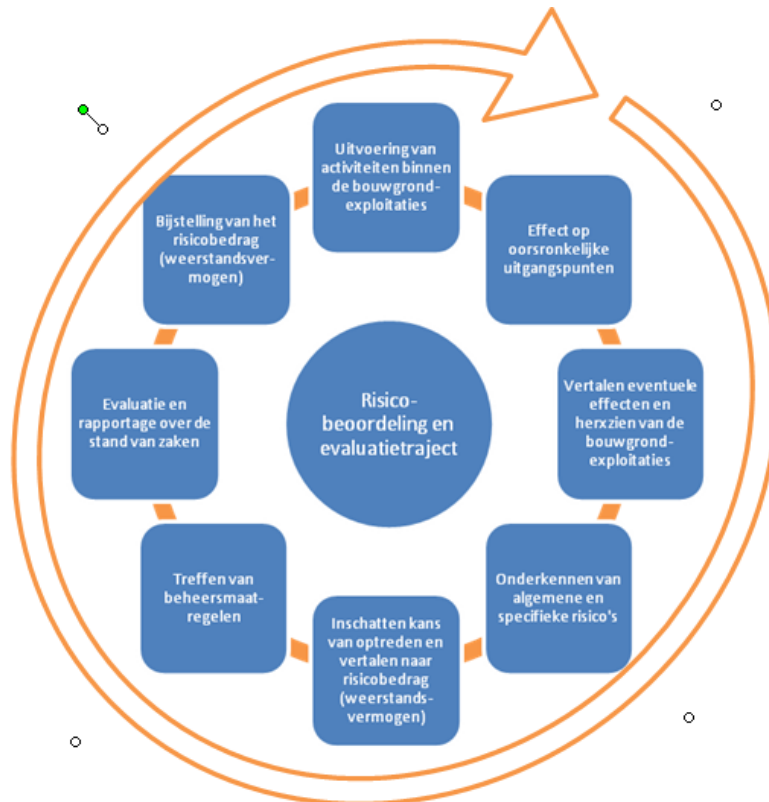 Uitvoering van
activiteiten binnen
de bouwgrond-
exploitaties
Effect op
oorsronkelijke
uitgangspunten
Vertalen eventuele
effecten en
herxzien van de
bouwgrond-
exploitaties
Onderkennen van
algemene en
specifieke risico's
Inschatten kans
van optreden en
vertalen naar
risicobedrag
(weerstands-
vermogen)
Treffen van
beheersmaat-
regelen
Evaluatie en
rapportage over de
stand van zaken
Bijstelling van het
risicobedrag
(weerstandsver-
mogen)
Risico-
beoordeling en
evaluatietraject